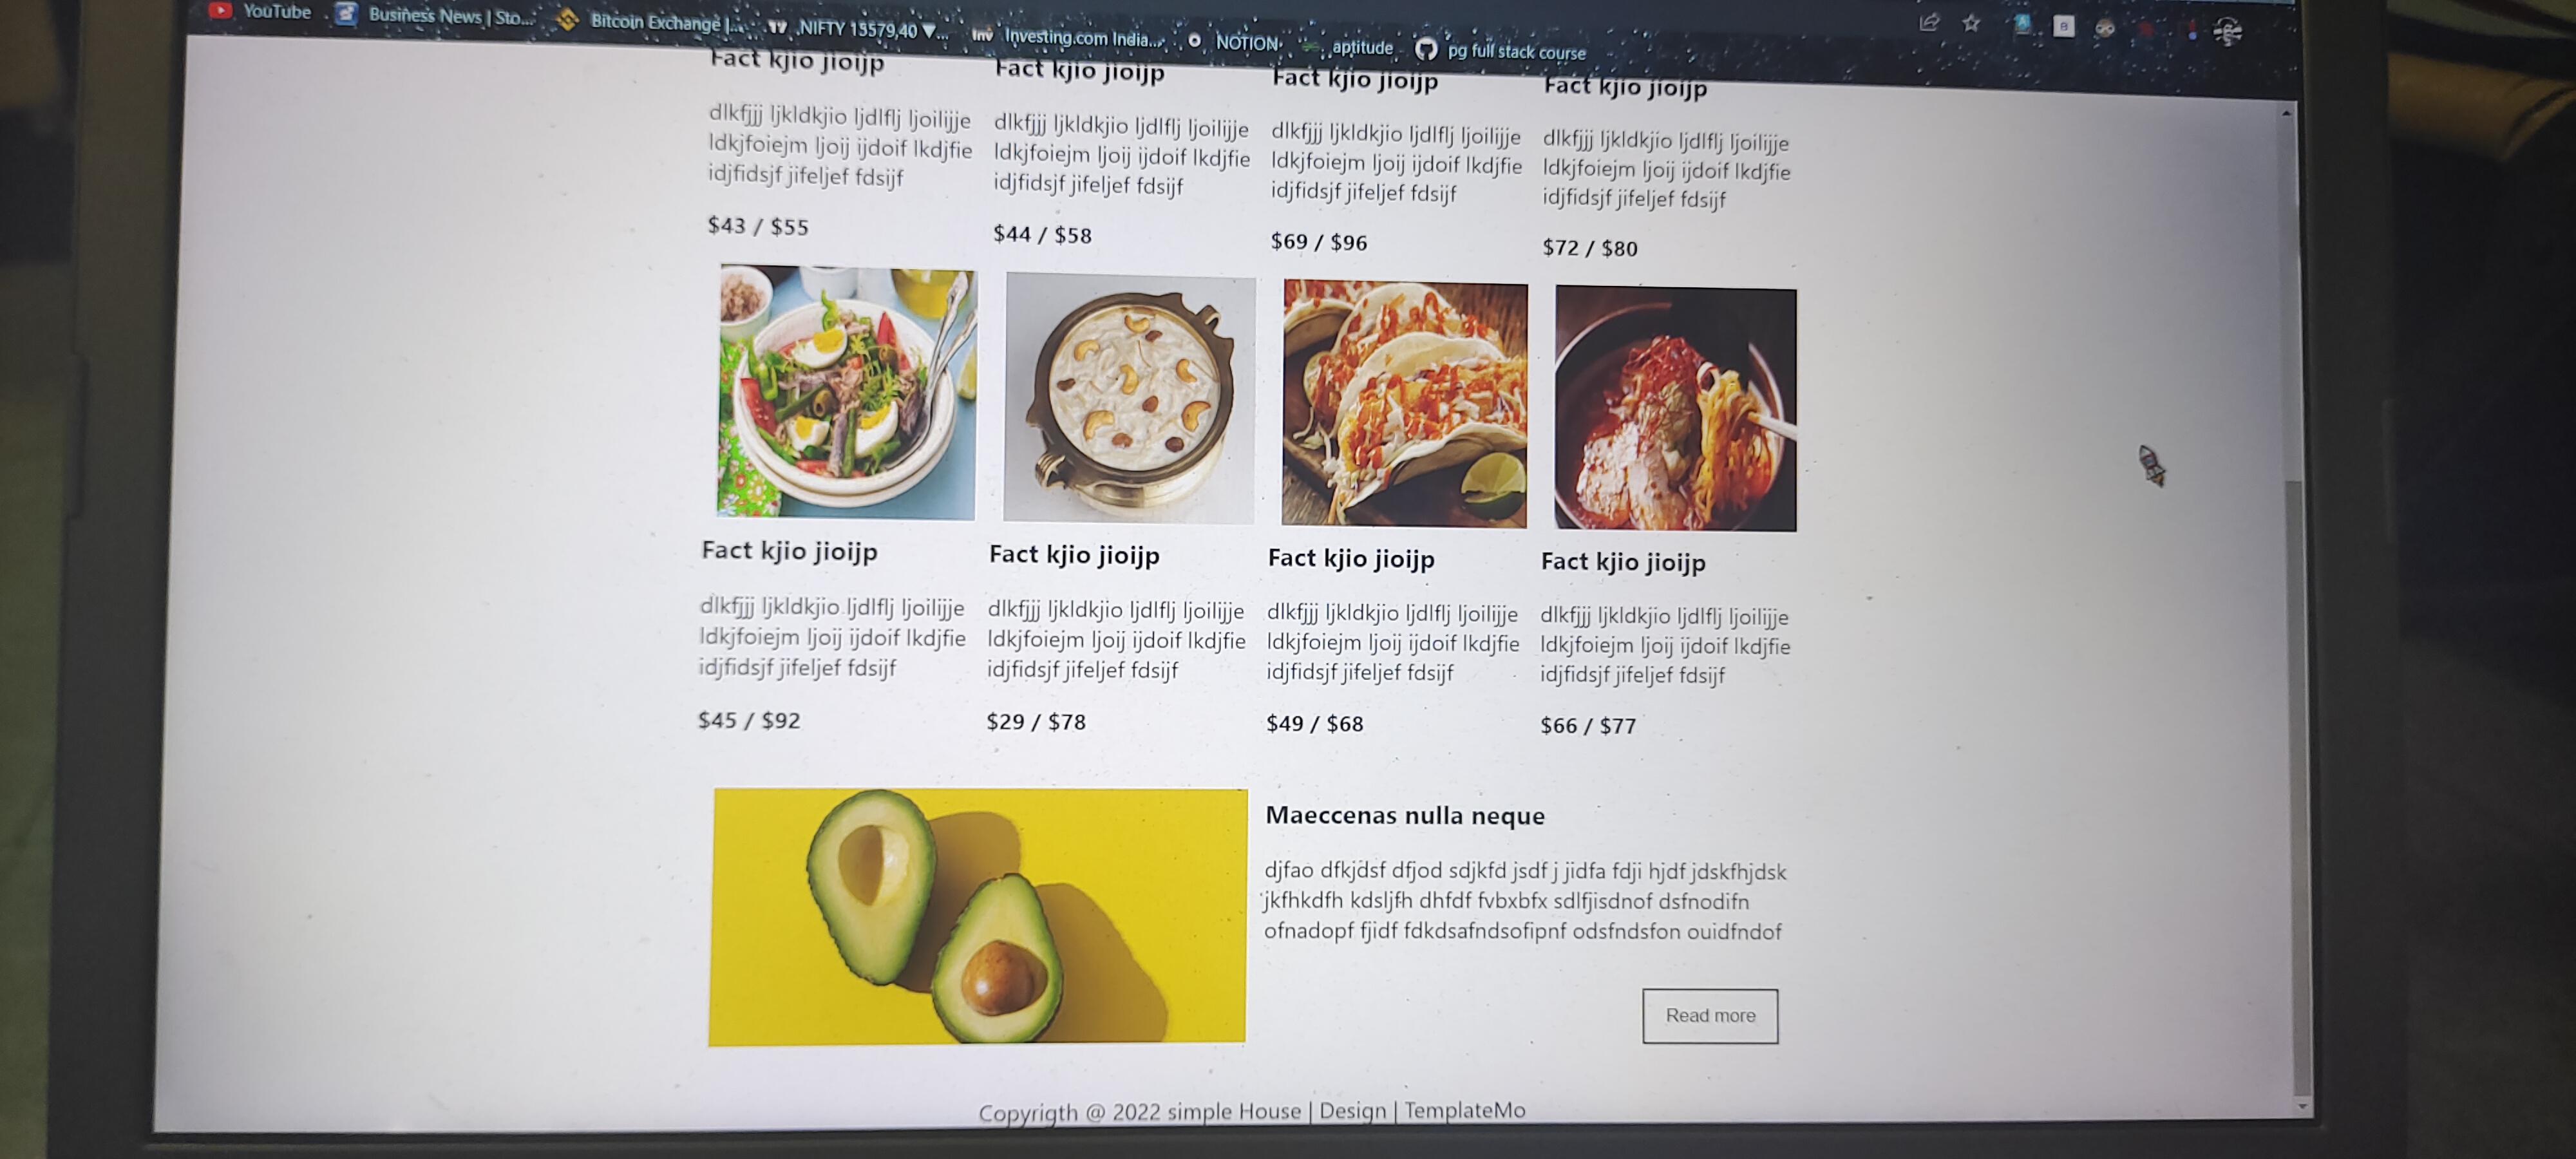 YouTube
Business News | Sto...
Bitcoin Exchange |...
NIFTY 15579.40 ▼...
Inv Investing.com India...
NOTION
aptitude
pg full stack course
Fact kjio jioijp
dlkfjjj ljkldkjio ljdlflj ljoilijje
ldkjfoiejm ljoij ijdoif lkdjfie
idjfidsjf jifeljef fdsijf
$43 / $55
Fact kjio jioijp
dlkfjjj ljkldkjio ljdlflj ljoilijje
ldkjfoiejm ljoij ijdoif lkdjfie
idjfidsjf jifeljef fdsijf
$44 / $58
Fact kjio jioijp
dlkfjjj ljkldkjio ljdlflj ljoilijje
ldkjfoiejm ljoij ijdoif lkdjfie
idjfidsjf jifeljef fdsijf
$69 / $96
Fact kjio jioijp
dlkfjjj ljkldkjio ljdlflj ljoilijje
ldkjfoiejm ljoij ijdoif lkdjfie
idjfidsjf jifeljef fdsijf
$72 / $80
Fact kjio jioijp
dlkfjjj ljkldkjio ljdlflj ljoilijje
ldkjfoiejm ljoij ijdoif lkdjfie
idjfidsjf jifeljef fdsijf
$45 / $92
Fact kjio jioijp
dlkfjjj ljkldkjio ljdlflj ljoilijje
ldkjfoiejm ljoij ijdoif lkdjfie
idjfidsjf jifeljef fdsijf
$29 / $78
Fact kjio jioijp
dlkfjjj ljkldkjio ljdlflj ljoilijje
ldkjfoiejm ljoij ijdoif lkdjfie
idjfidsjf jifeljef fdsijf
$49 / $68
Fact kjio jioijp
dlkfjjj ljkldkjio ljdlflj ljoilijje
ldkjfoiejm ljoij ijdoif lkdjfie
idjfidsjf jifeljef fdsijf
$66 / $77
Maeccenas nulla neque
djfao dfkjdsf dfjod sdjkfd jsdf j jidfa fdji hjdf jdskfhjdsk
jkfhkdfh kdsljfh dhfdf fvbxbfx sdlfjisdnof dsfnodifn
ofnadopf fjidf fdkdsafndsofipnf odsfndsfon ouidfndof
Read more
Copyrigth @ 2022 simple House | Design | TemplateMo